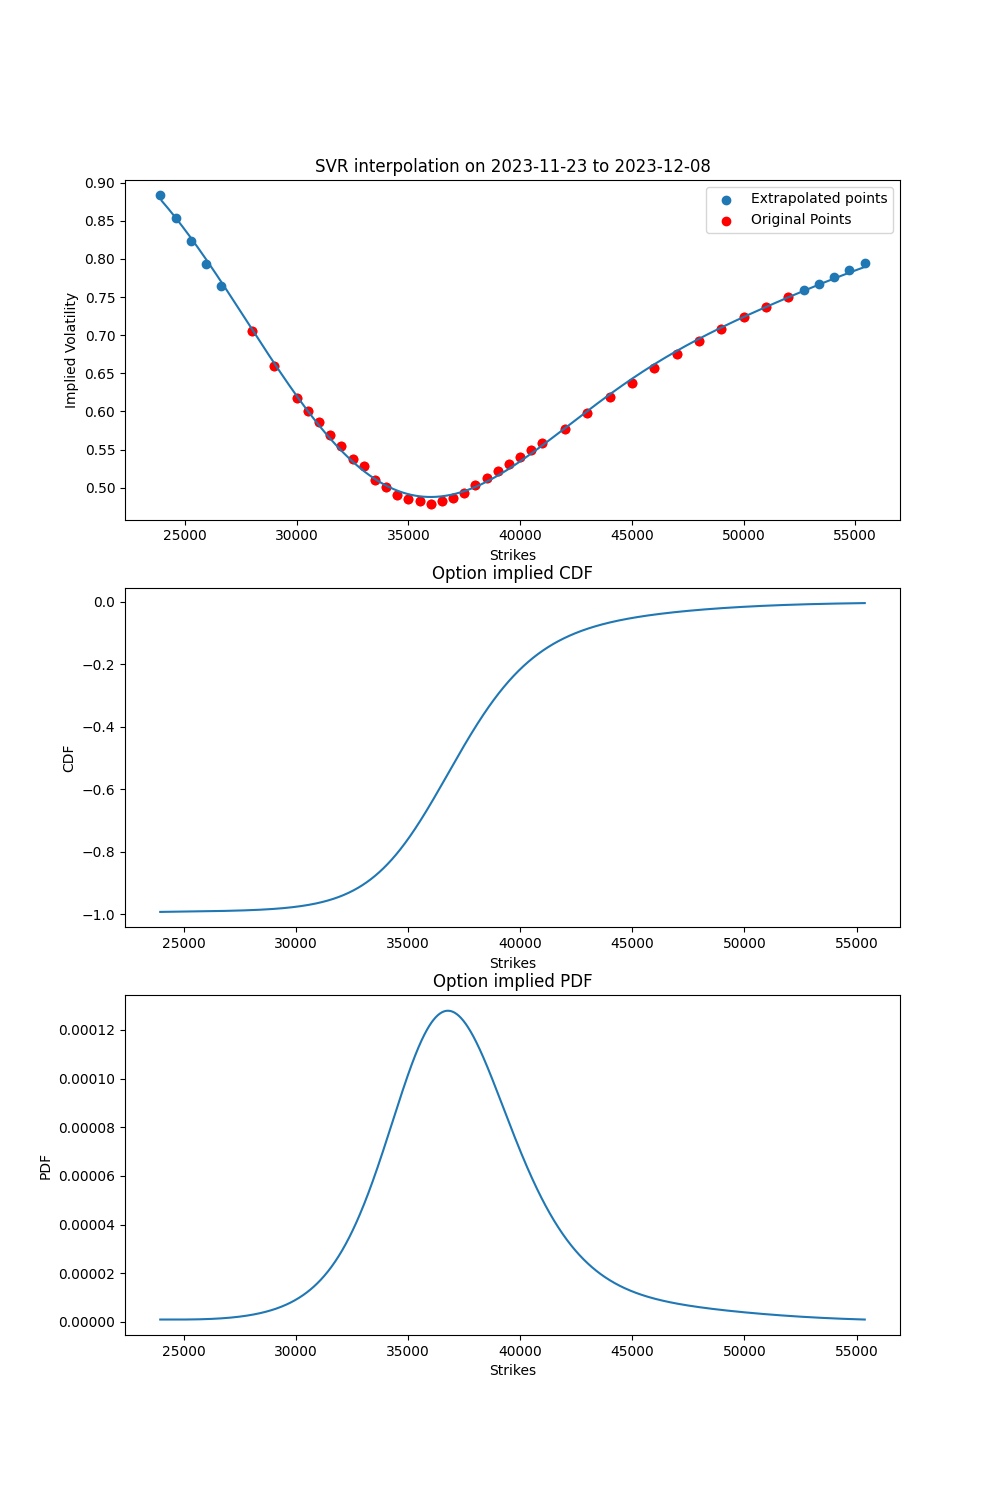 SVR interpolation on 2023-11-23 to 2023-12-08
0.90
0.85
0.80
0.75
0.70
0.65
0.60
0.55
0.50
Implied Volatility
Extrapolated points
Original Points
25000 30000 35000 40000 45000 50000 55000
Strikes
Option implied CDF
0.0
−0.2
−0.4
−0.6
−0.8
−1.0
CDF
25000 30000 35000 40000 45000 50000 55000
Strikes
Option implied PDF
0.00012
0.00010
0.00008
0.00006
0.00004
0.00002
0.00000
PDF
25000 30000 35000 40000 45000 50000 55000
Strikes